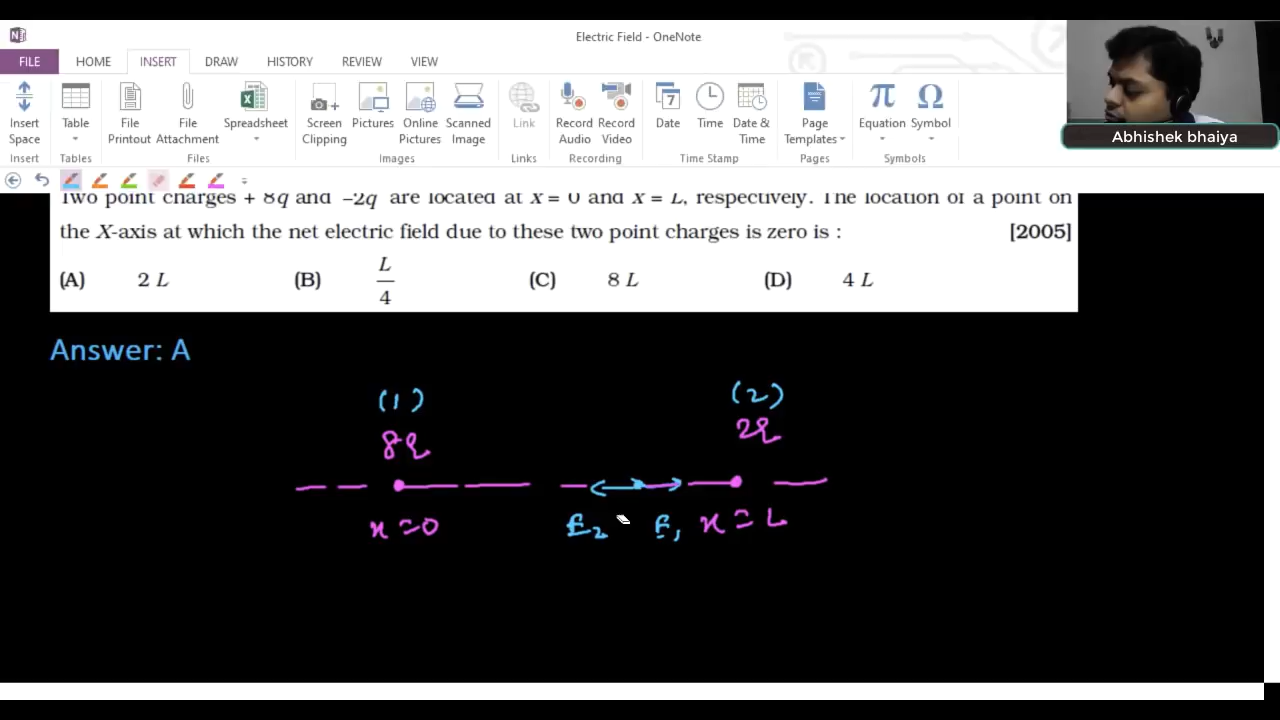 Electric Field - OneNote
FILE HOME INSERT DRAW HISTORY REVIEW VIEW
Insert Space Table File Printout File Attachment Spreadsheet Screen Clipping Pictures Online Pictures Scanned Image Link Record Audio Record Video Date Time Date & Time Page Templates Equation Symbol
Insert Tables Files Images Links Recording Time Stamp Pages Symbols
Abhishek bhaiya
Two point charges + 8q and −2q are located at x = 0 and x = L, respectively. The location of a point on
the X-axis at which the net electric field due to these two point charges is zero is : [2005]
(A) 2 L (B) L/4 (C) 8 L (D) 4 L
Answer: A
(1) (2)
8q 2q
x = 0 E2 E1 x = L